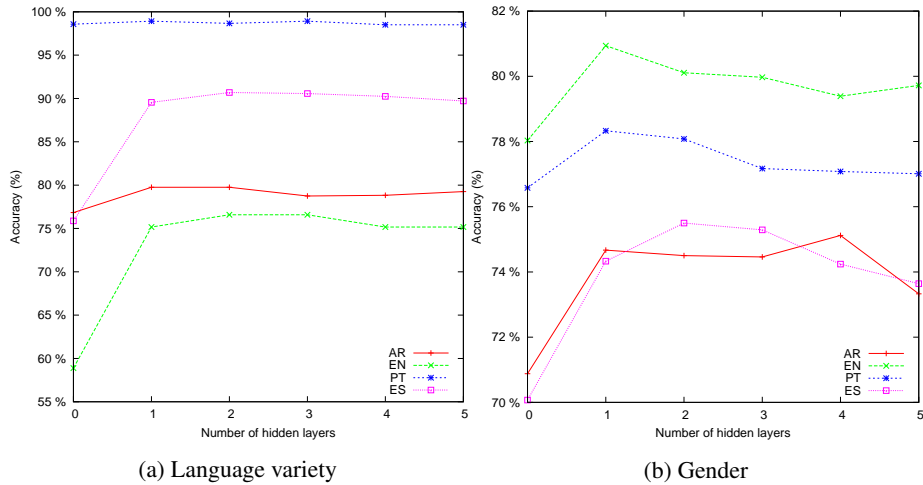 100 %
95 %
90 %
85 %
80 %
75 %
70 %
65 %
60 %
55 %
Accuracy (%)
0 1 2 3 4 5
Number of hidden layers
AR
EN
PT
ES
(a) Language variety
82 %
80 %
78 %
76 %
74 %
72 %
70 %
Accuracy (%)
0 1 2 3 4 5
Number of hidden layers
AR
EN
PT
ES
(b) Gender